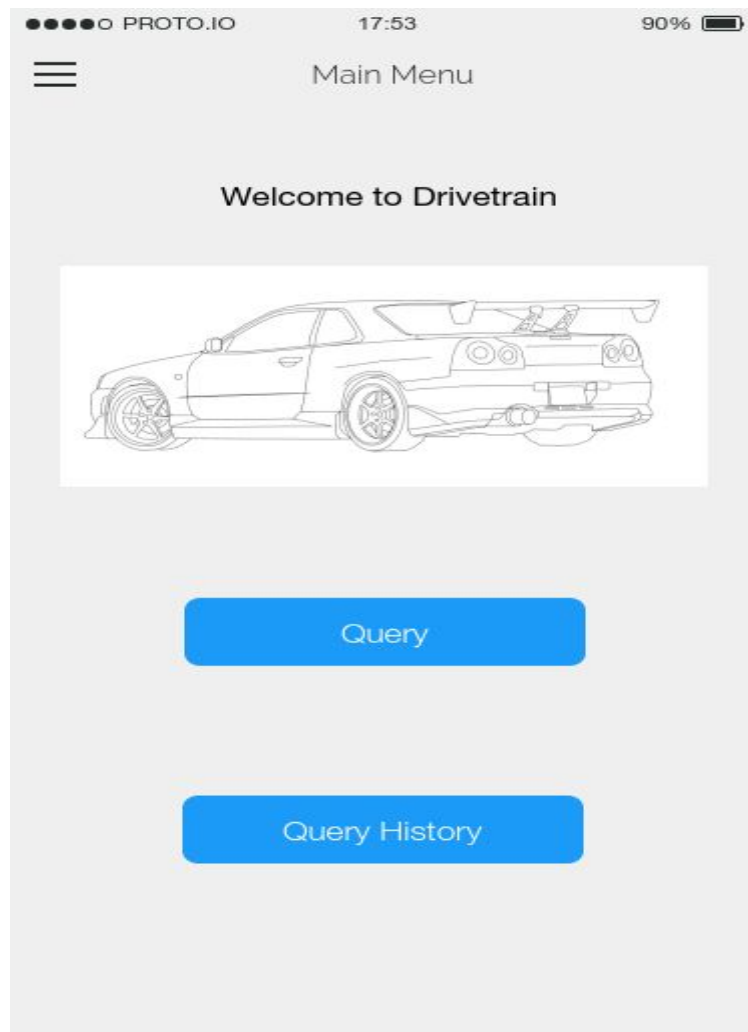 PROTO.IO 17:53 90%
Main Menu
Welcome to Drivetrain
Query
Query History